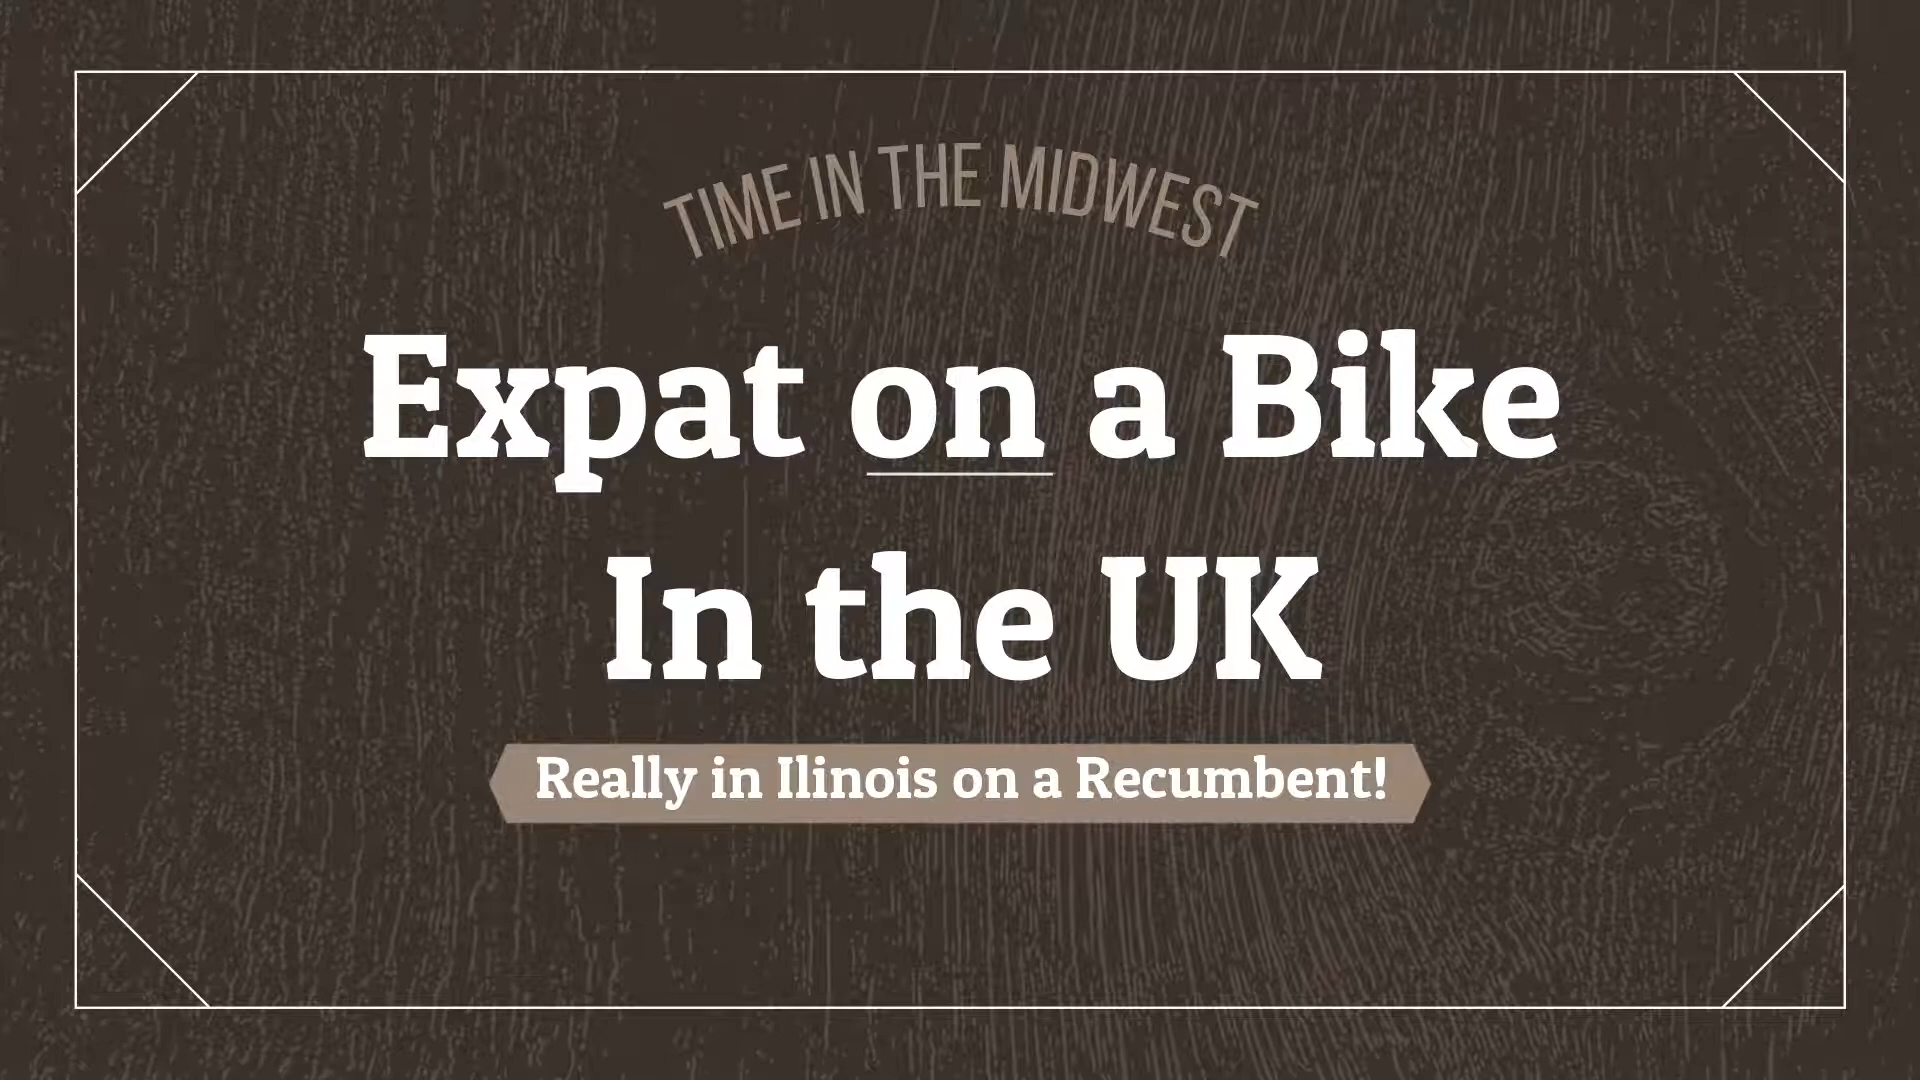 TIME IN THE MIDWEST
Expat on a Bike
In the UK
Really in Ilinois on a Recumbent!